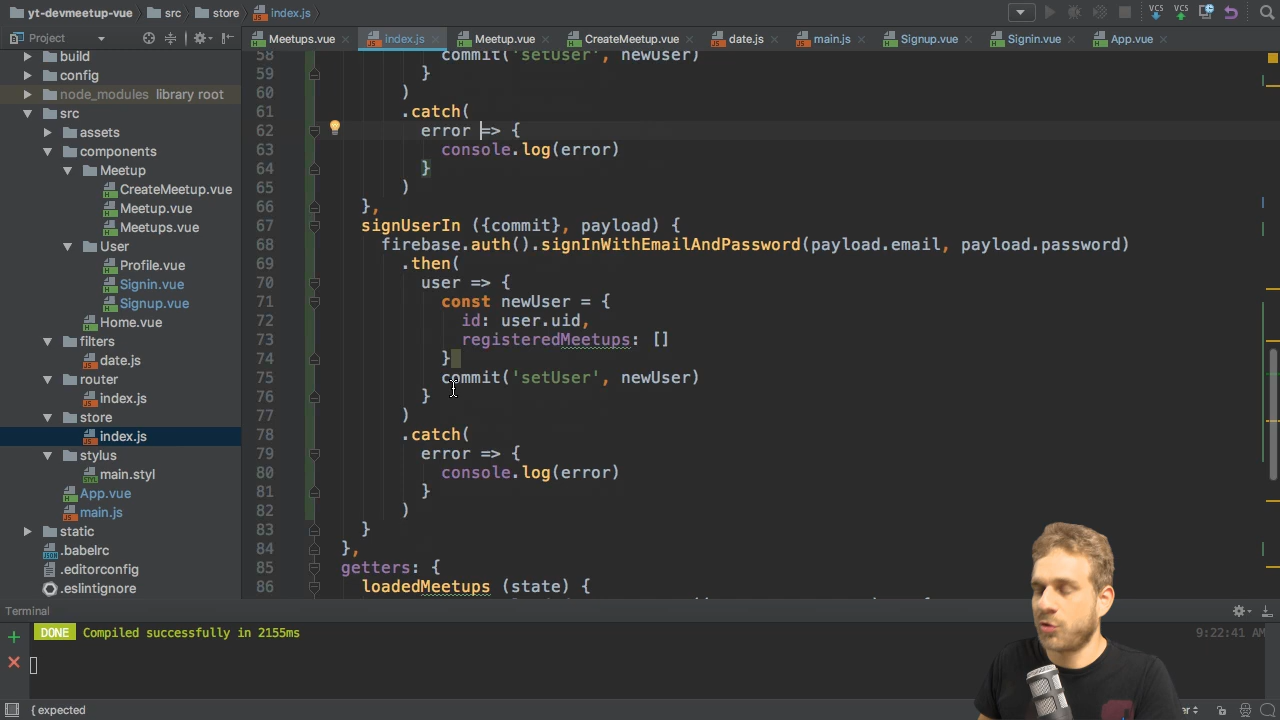 yt-devmeetup-vue src store index.js
VCS VCS
Project
Meetups.vue index.js Meetup.vue CreateMeetup.vue date.js main.js Signup.vue Signin.vue App.vue
build
config
node_modules library root
src
assets
components
Meetup
CreateMeetup.vue
Meetup.vue
Meetups.vue
User
Profile.vue
Signin.vue
Signup.vue
Home.vue
filters
date.js
router
index.js
store
index.js
stylus
main.styl
App.vue
main.js
static
.babelrc
.editorconfig
.eslintignore
58 commit('setUser', newUser)
59 }
60 )
61 .catch(
62 error => {
63 console.log(error)
64 }
65 )
66 },
67 signUserIn ({commit}, payload) {
68 firebase.auth().signInWithEmailAndPassword(payload.email, payload.password)
69 .then(
70 user => {
71 const newUser = {
72 id: user.uid,
73 registeredMeetups: []
74 }
75 commit('setUser', newUser)
76 }
77 )
78 .catch(
79 error => {
80 console.log(error)
81 }
82 )
83 }
84 },
85 getters: {
86 loadedMeetups (state) {
Terminal
DONE Compiled successfully in 2155ms
9:22:41 AM
{ expected